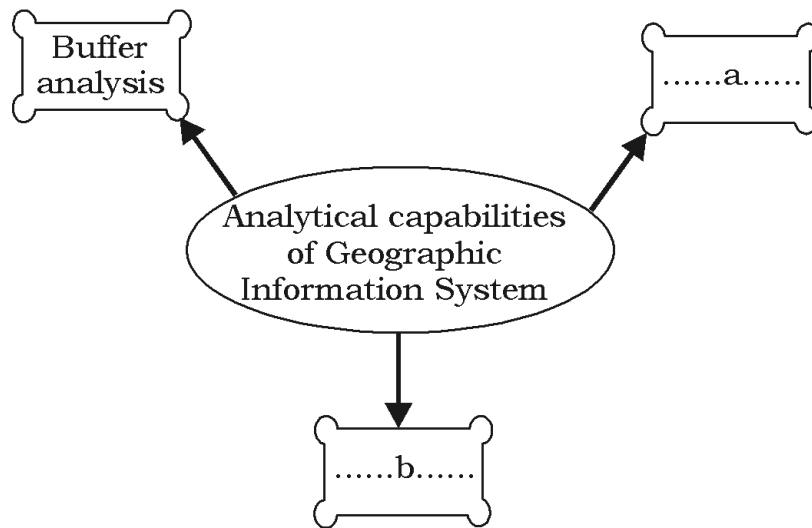 Buffer
analysis
......a......
Analytical capabilities
of Geographic
Information System
......b......